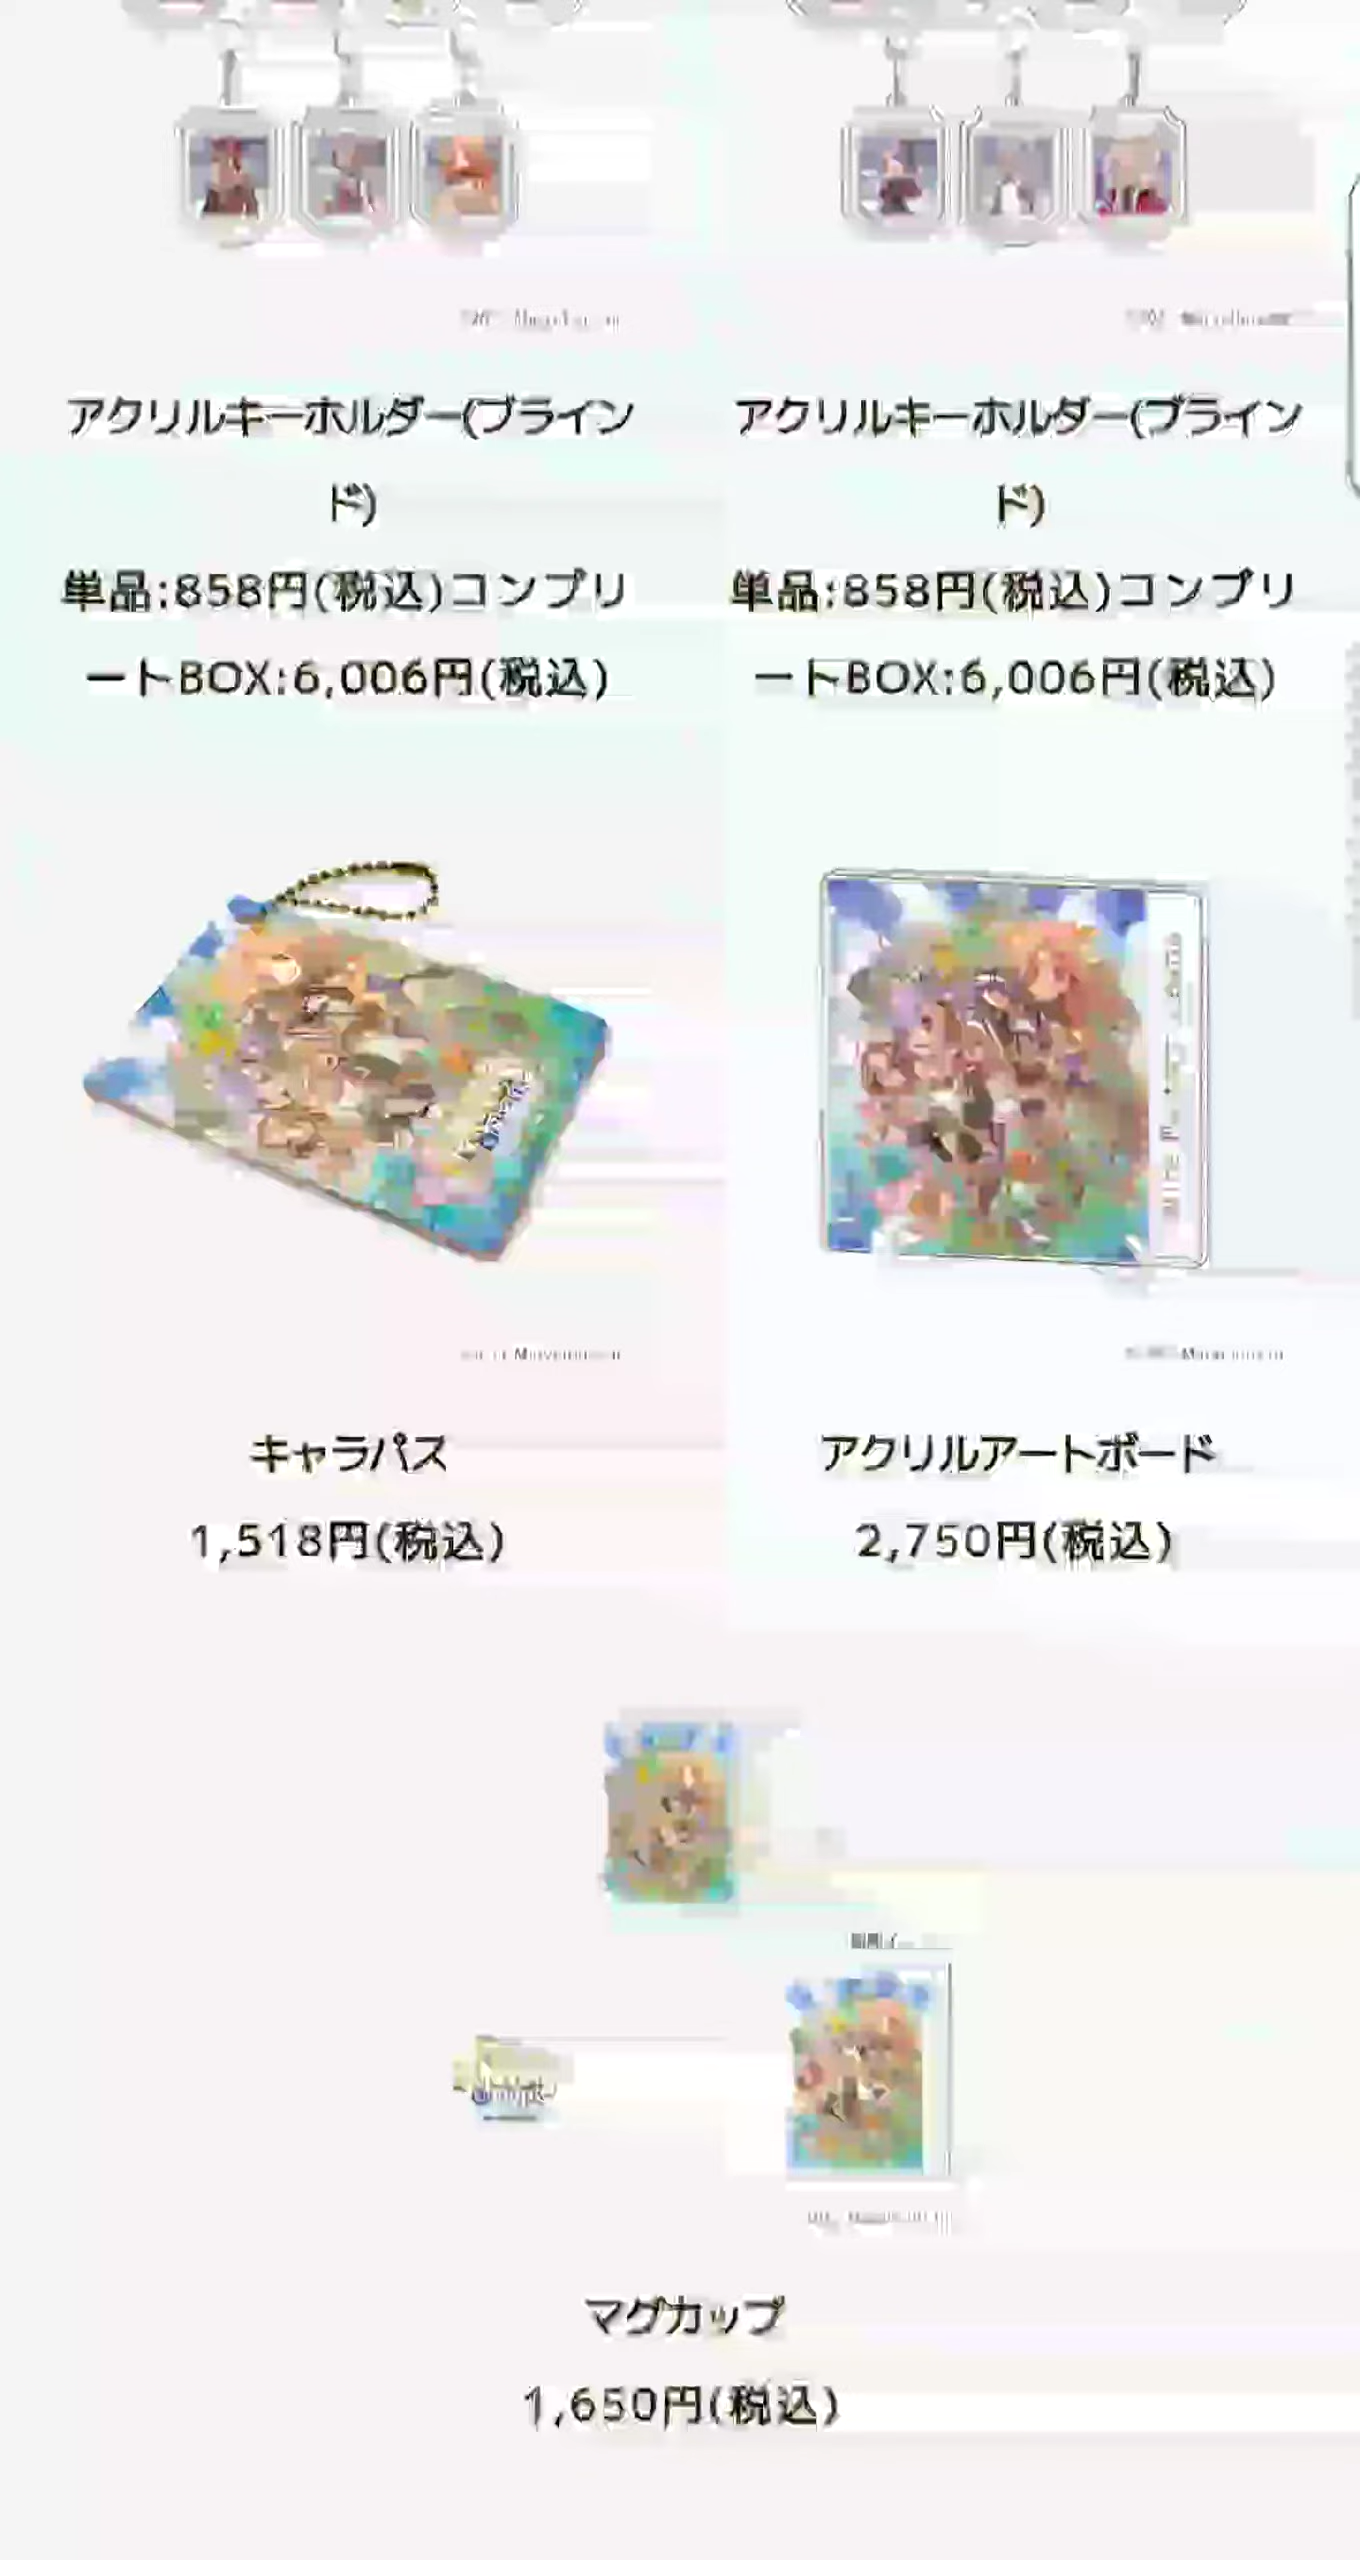 アクリルキーホルダー(ブライン
ド)
単品:858円(税込)コンプリ
ートBOX:6,006円(税込)
アクリルキーホルダー(ブライン
ド)
単品:858円(税込)コンプリ
ートBOX:6,006円(税込)
キャラパス
1,518円(税込)
アクリルアートボード
2,750円(税込)
マグカップ
1,650円(税込)